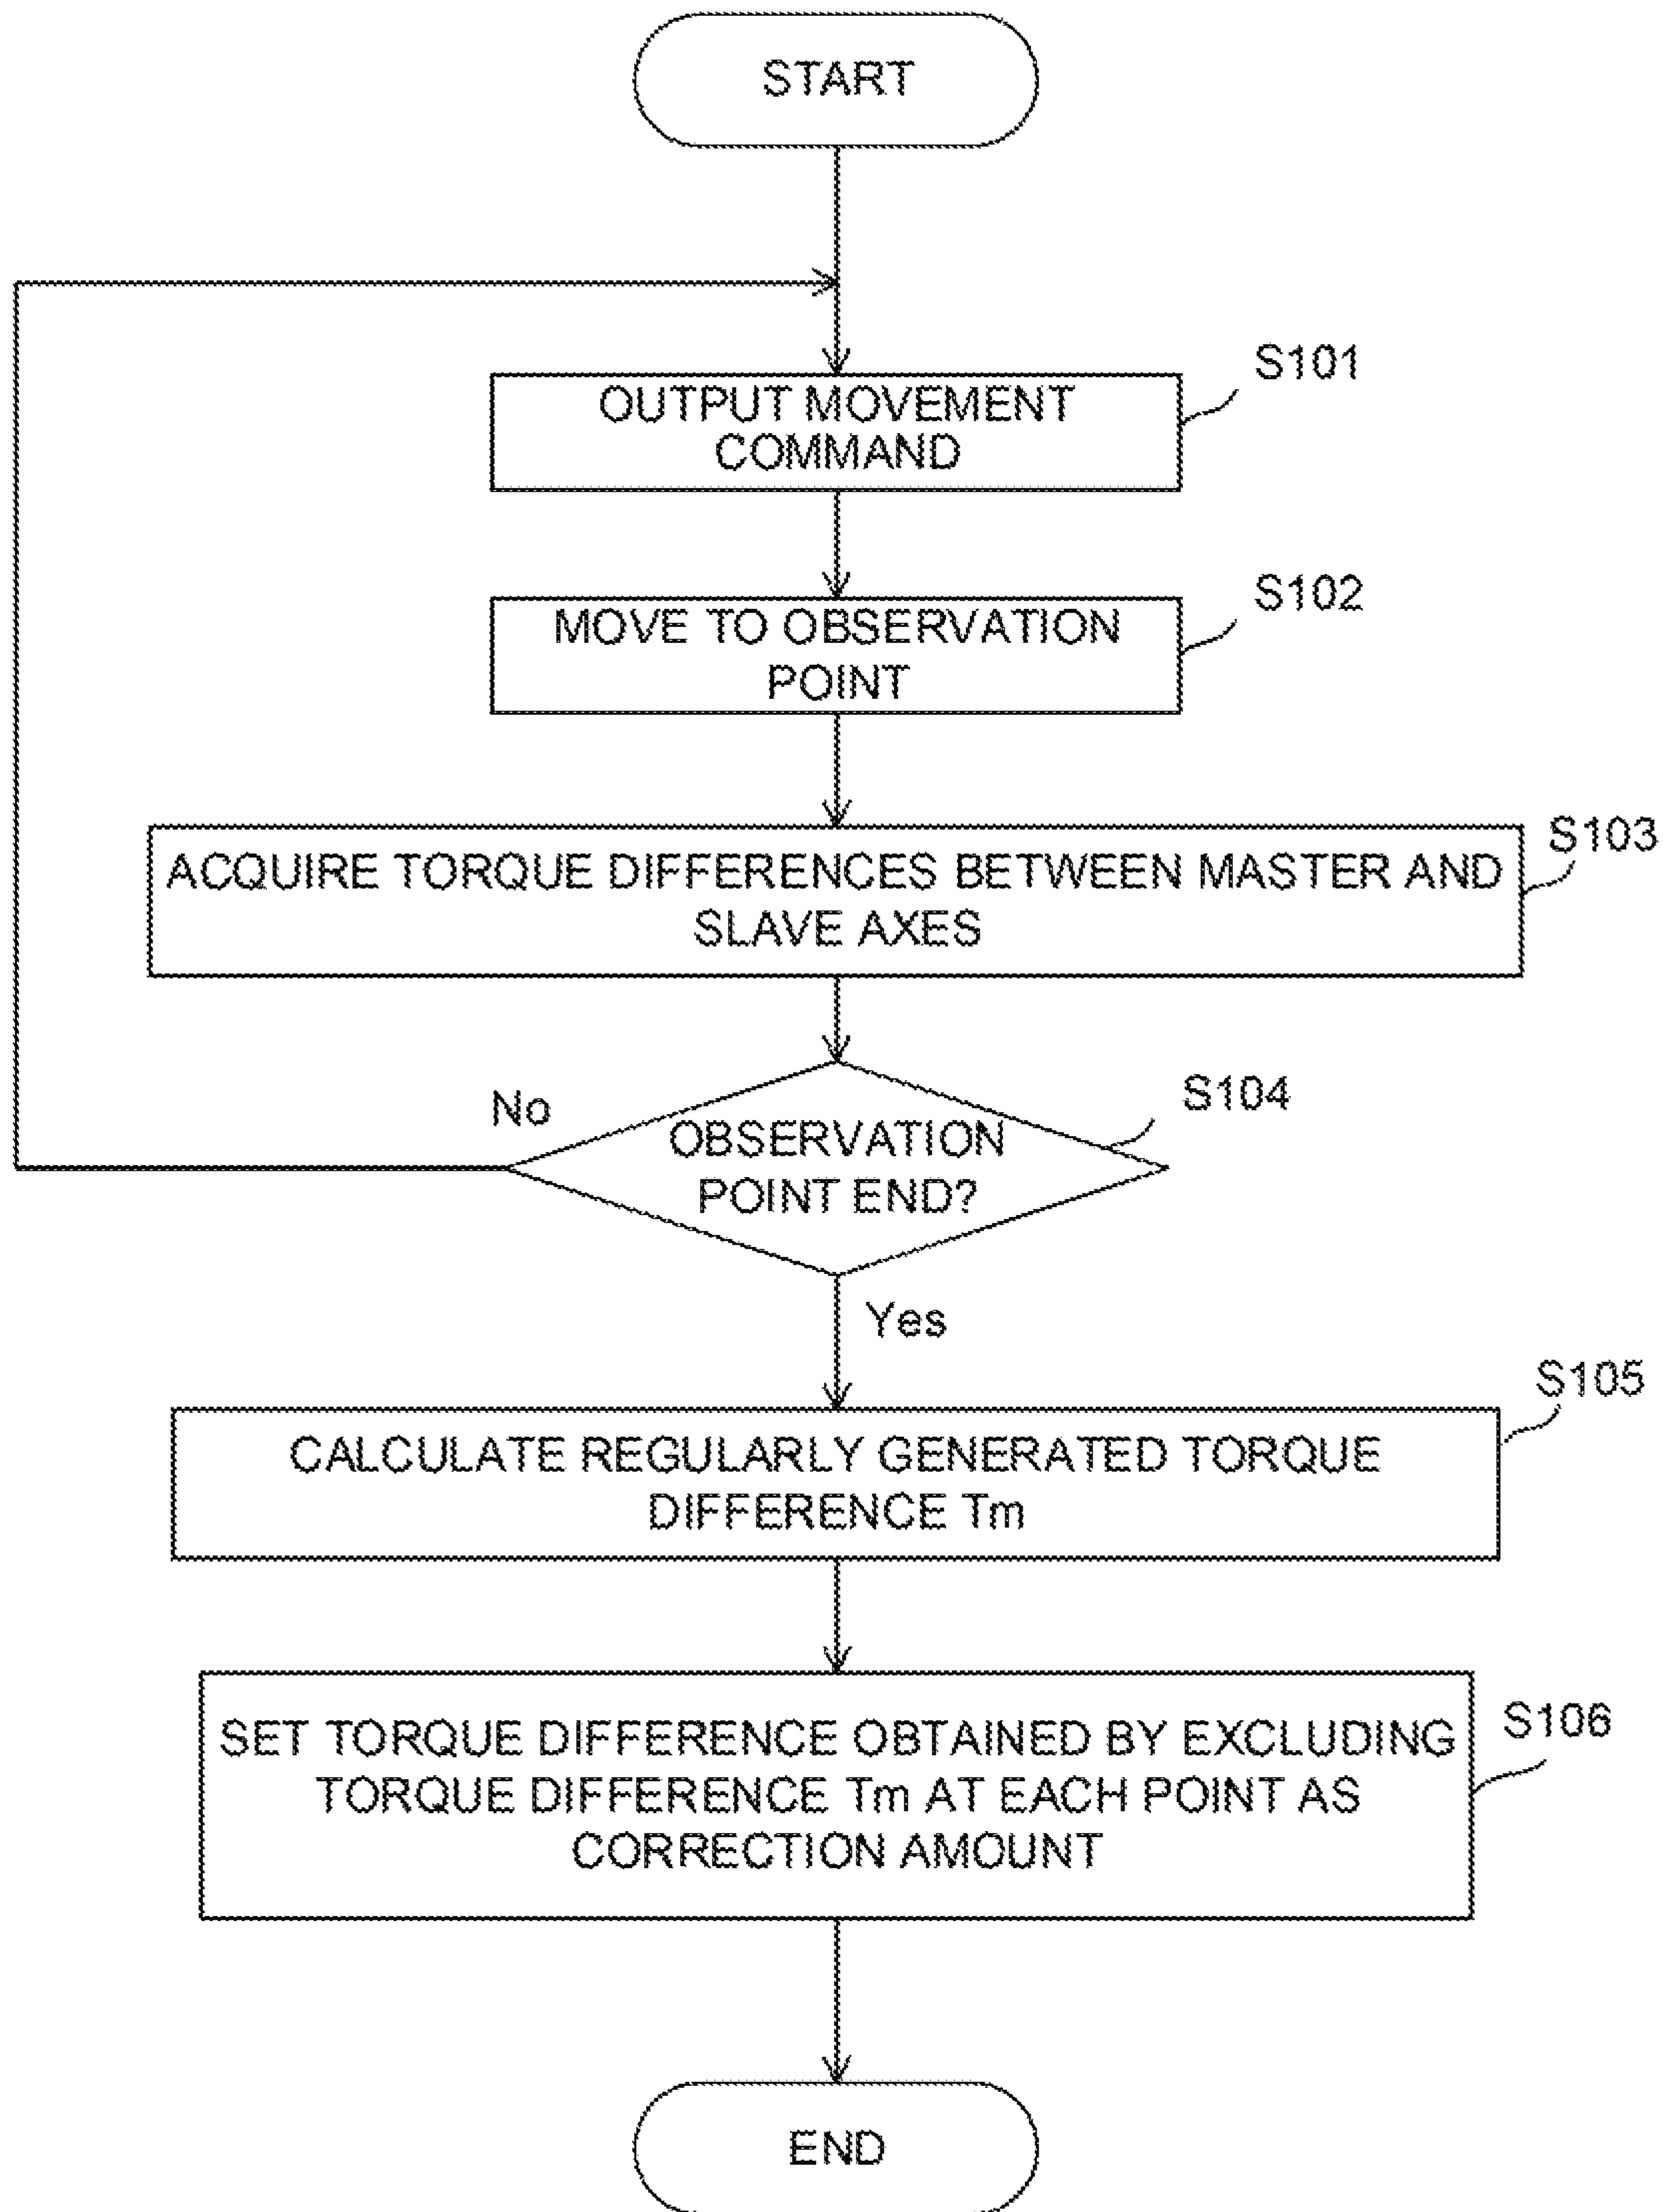 START
S101
OUTPUT MOVEMENT
COMMAND
S102
MOVE TO OBSERVATION
POINT
S103
ACQUIRE TORQUE DIFFERENCES BETWEEN MASTER AND
SLAVE AXES
No
S104
OBSERVATION
POINT END?
Yes
S105
CALCULATE REGULARLY GENERATED TORQUE
DIFFERENCE Tm
S106
SET TORQUE DIFFERENCE OBTAINED BY EXCLUDING
TORQUE DIFFERENCE Tm AT EACH POINT AS
CORRECTION AMOUNT
END